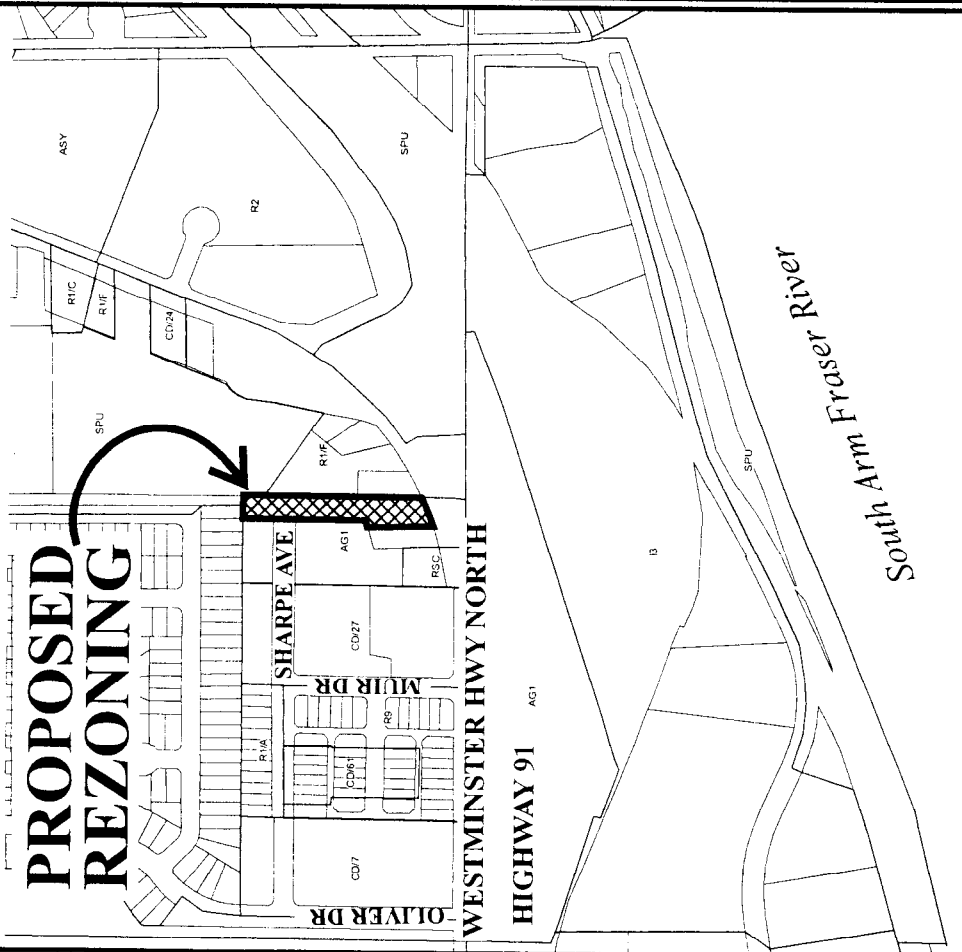 PROPOSED
REZONING
ASY
SPU
R2
R1/C
R1/F
CD/24
SPU
R1/F
SHARPE AVE
AG1
RSC
CD/27
MUIR DR
R9
R1/A
CD/61
CD/7
OLIVER DR
WESTMINSTER HWY NORTH
HIGHWAY 91
AG1
I3
SPU
South Arm Fraser River